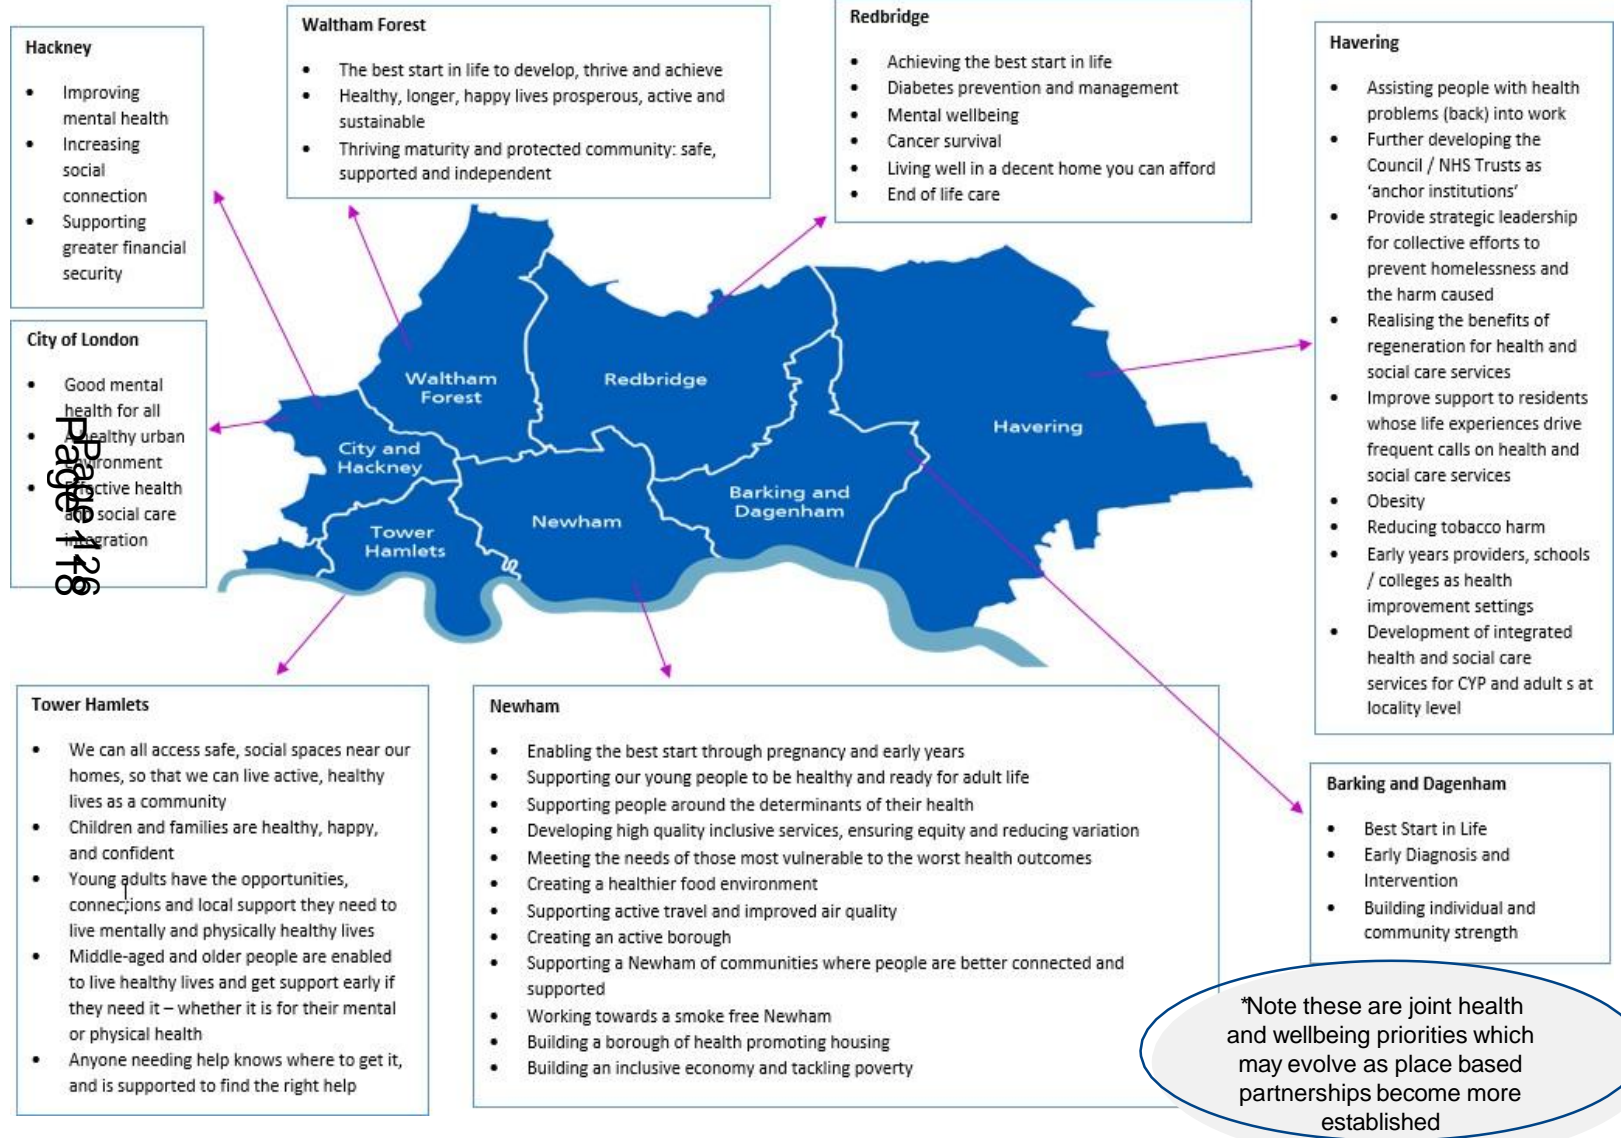 Hackney
• Improving
mental health
• Increasing
social
connection
• Supporting
greater financial
security
City of London
• Good mental
health for all
• A healthy urban
environment
• Effective health
and social care
integration
Page 126
Page 118
Waltham Forest
• The best start in life to develop, thrive and achieve
• Healthy, longer, happy lives prosperous, active and
sustainable
• Thriving maturity and protected community: safe,
supported and independent
Redbridge
• Achieving the best start in life
• Diabetes prevention and management
• Mental wellbeing
• Cancer survival
• Living well in a decent home you can afford
• End of life care
Havering
• Assisting people with health
problems (back) into work
• Further developing the
Council / NHS Trusts as
‘anchor institutions’
• Provide strategic leadership
for collective efforts to
prevent homelessness and
the harm caused
• Realising the benefits of
regeneration for health and
social care services
• Improve support to residents
whose life experiences drive
frequent calls on health and
social care services
• Obesity
• Reducing tobacco harm
• Early years providers, schools
/ colleges as health
improvement settings
• Development of integrated
health and social care
services for CYP and adult s at
locality level
Waltham
Forest
Redbridge
Havering
City and
Hackney
Barking and
Dagenham
Newham
Tower
Hamlets
Tower Hamlets
• We can all access safe, social spaces near our
homes, so that we can live active, healthy
lives as a community
• Children and families are healthy, happy,
and confident
• Young adults have the opportunities,
connections and local support they need to
live mentally and physically healthy lives
• Middle-aged and older people are enabled
to live healthy lives and get support early if
they need it – whether it is for their mental
or physical health
• Anyone needing help knows where to get it,
and is supported to find the right help
Newham
• Enabling the best start through pregnancy and early years
• Supporting our young people to be healthy and ready for adult life
• Supporting people around the determinants of their health
• Developing high quality inclusive services, ensuring equity and reducing variation
• Meeting the needs of those most vulnerable to the worst health outcomes
• Creating a healthier food environment
• Supporting active travel and improved air quality
• Creating an active borough
• Supporting a Newham of communities where people are better connected and
supported
• Working towards a smoke free Newham
• Building a borough of health promoting housing
• Building an inclusive economy and tackling poverty
Barking and Dagenham
• Best Start in Life
• Early Diagnosis and
Intervention
• Building individual and
community strength
*Note these are joint health
and wellbeing priorities which
may evolve as place based
partnerships become more
established